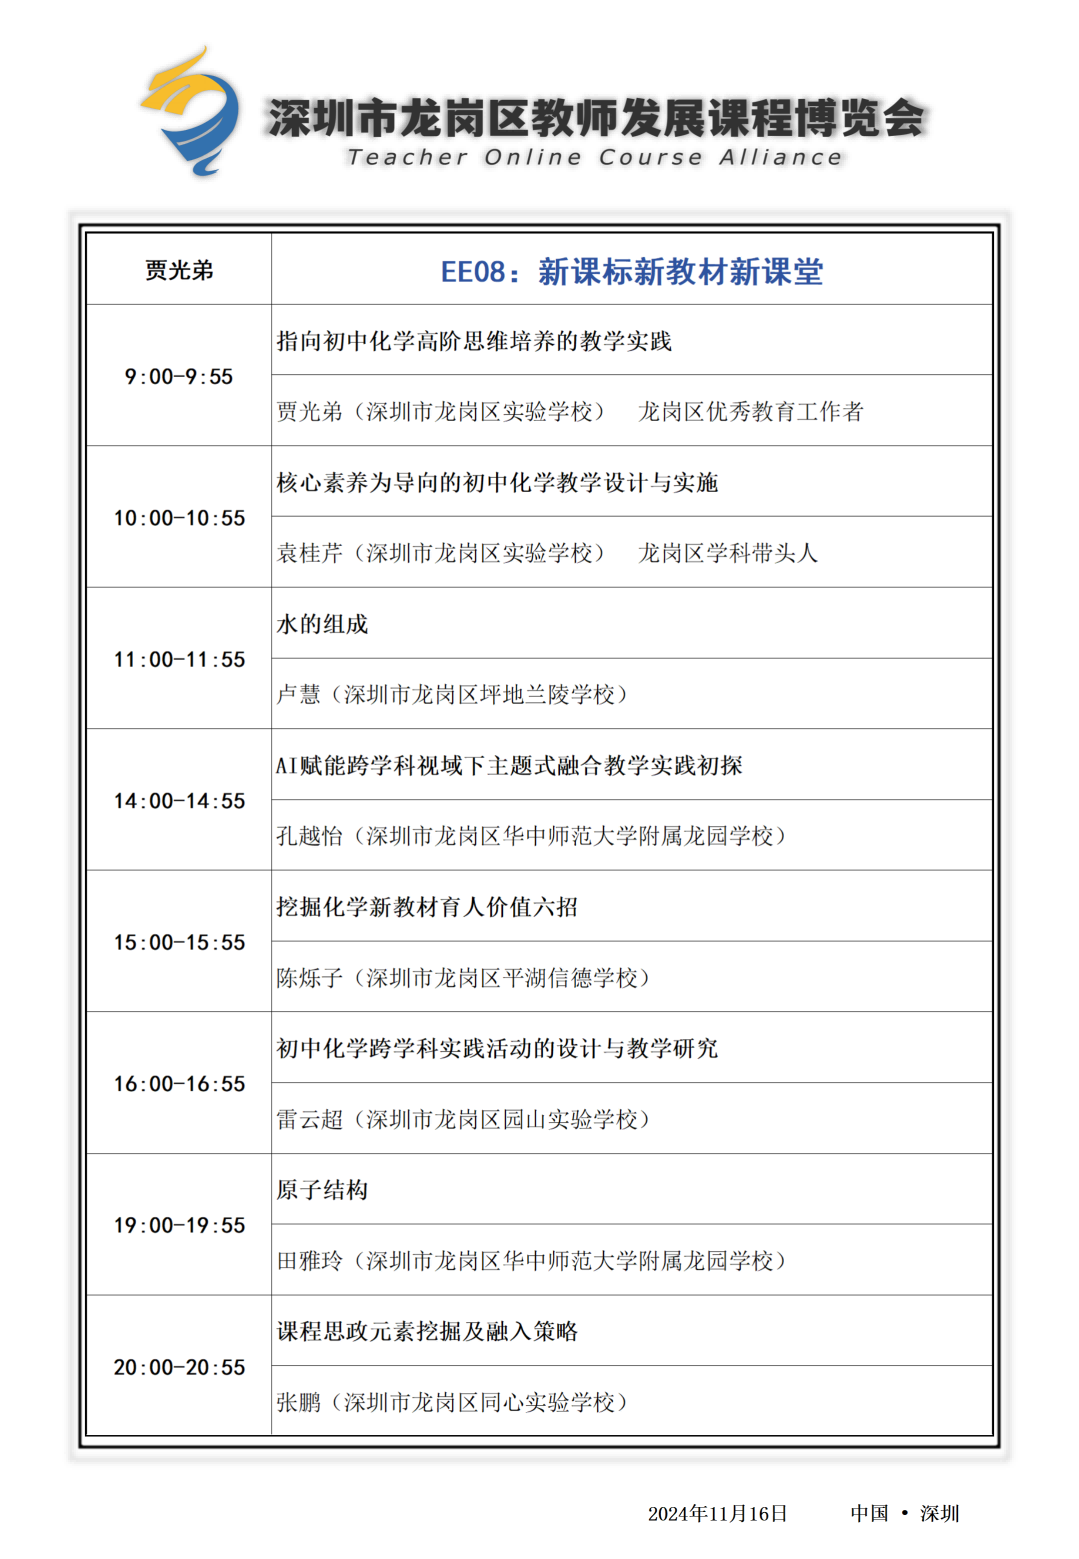 深圳市龙岗区教师发展课程博览会
Teacher Online Course Alliance
贾光弟
EE08：新课标新教材新课堂
9:00-9:55
指向初中化学高阶思维培养的教学实践
贾光弟（深圳市龙岗区实验学校） 龙岗区优秀教育工作者
10:00-10:55
核心素养为导向的初中化学教学设计与实施
袁桂芹（深圳市龙岗区实验学校） 龙岗区学科带头人
11:00-11:55
水的组成
卢慧（深圳市龙岗区坪地兰陵学校）
14:00-14:55
AI赋能跨学科视域下主题式融合教学实践初探
孔越怡（深圳市龙岗区华中师范大学附属龙园学校）
15:00-15:55
挖掘化学新教材育人价值六招
陈烁子（深圳市龙岗区平湖信德学校）
16:00-16:55
初中化学跨学科实践活动的设计与教学研究
雷云超（深圳市龙岗区园山实验学校）
19:00-19:55
原子结构
田雅玲（深圳市龙岗区华中师范大学附属龙园学校）
20:00-20:55
课程思政元素挖掘及融入策略
张鹏（深圳市龙岗区同心实验学校）
2024年11月16日 中国 • 深圳